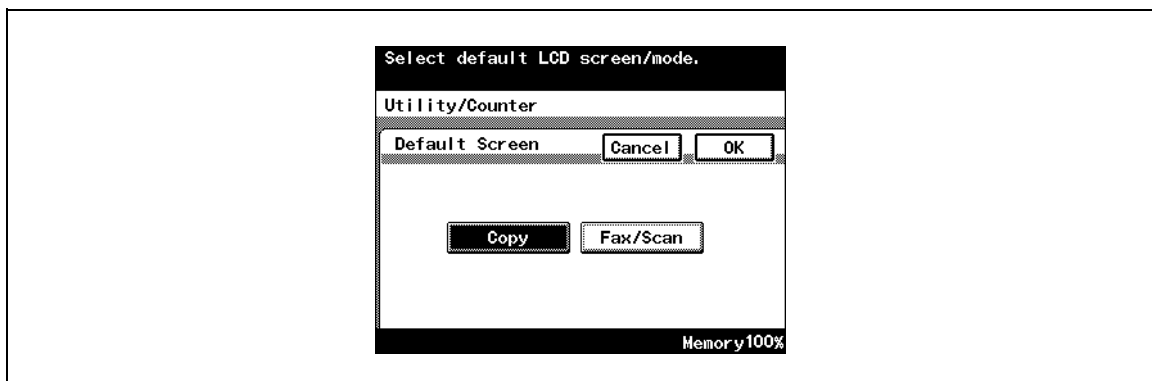 Select default LCD screen/mode.
Utility/Counter
Default Screen Cancel OK
Copy Fax/Scan
Memory100%